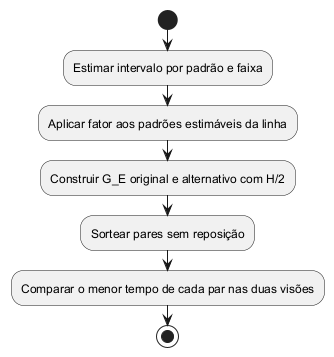 Estimar intervalo por padrão e faixa
Aplicar fator aos padrões estimáveis da linha
Construir G_E original e alternativo com H/2
Sortear pares sem reposição
Comparar o menor tempo de cada par nas duas visões